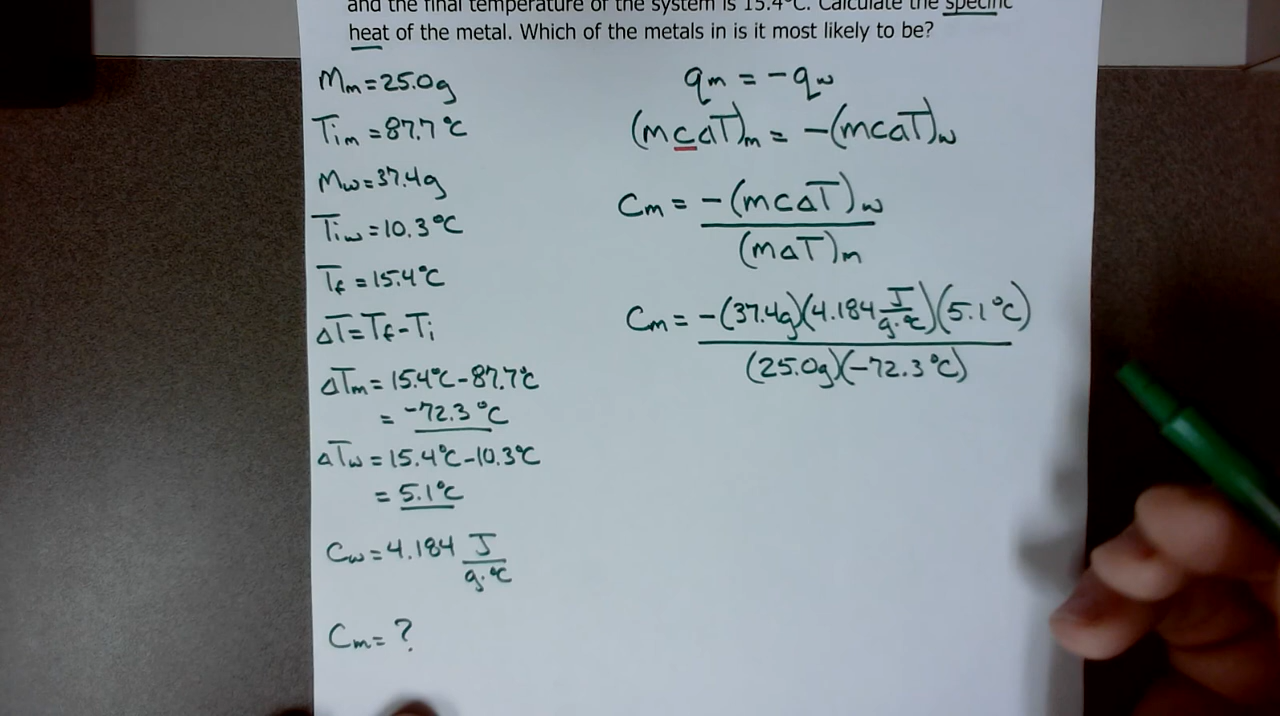 and the final temperature of the system is 15.4°C. Calculate the specific
heat of the metal. Which of the metals in is it most likely to be?
Mm=25.0g
Tim=87.7°C
Mw=37.4g
Tiw=10.3°C
Tf=15.4°C
ΔT=Tf-Ti
ΔTm=15.4°C-87.7°C
= -72.3°C
ΔTw=15.4°C-10.3°C
= 5.1°C
Cw=4.184 J/g·°C
Cm=?
qm = -qw
(mcΔT)m = -(mcΔT)w
Cm = -(mcΔT)w
(mΔT)m
Cm = -(37.4g)(4.184 J/g·°C)(5.1°C)
(25.0g)(-72.3°C)